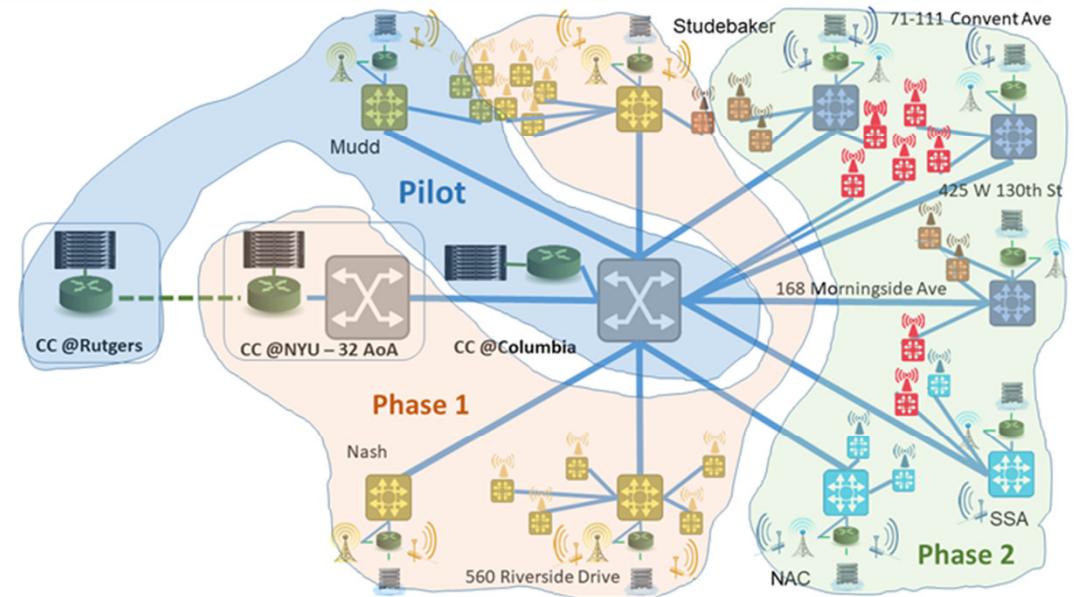 Studebaker
71-111 Convent Ave
Mudd
Pilot
425 W 130th St
168 Morningside Ave
CC @Rutgers
CC @NYU – 32 AoA
CC @Columbia
Phase 1
Nash
560 Riverside Drive
SSA
Phase 2
NAC